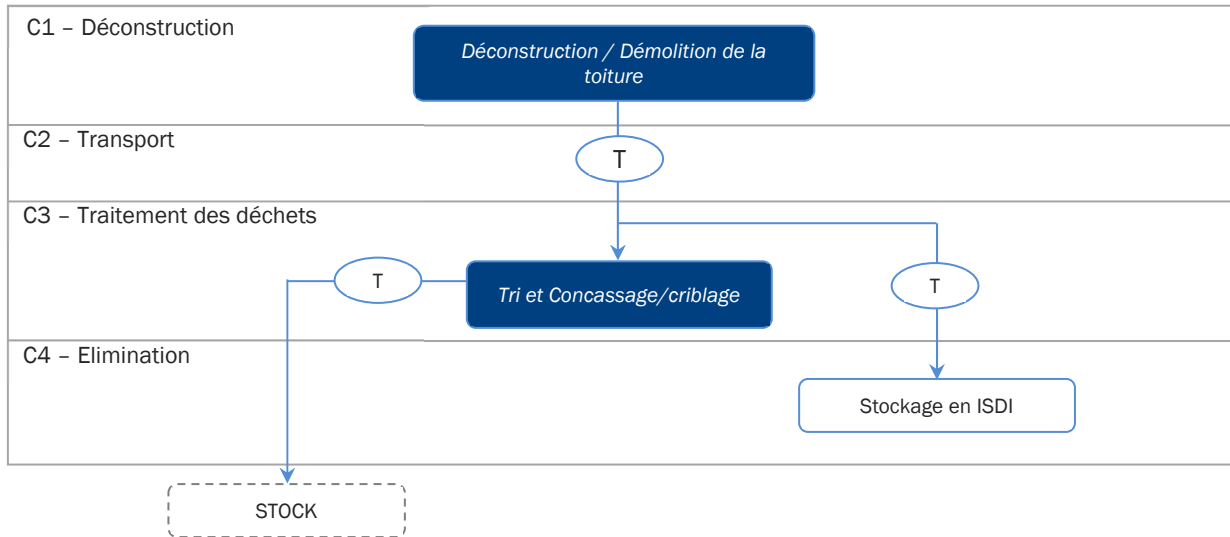 C1 – Déconstruction
Déconstruction / Démolition de la
toiture
C2 – Transport
T
C3 – Traitement des déchets
T
Tri et Concassage/criblage
T
C4 – Elimination
Stockage en ISDI
STOCK